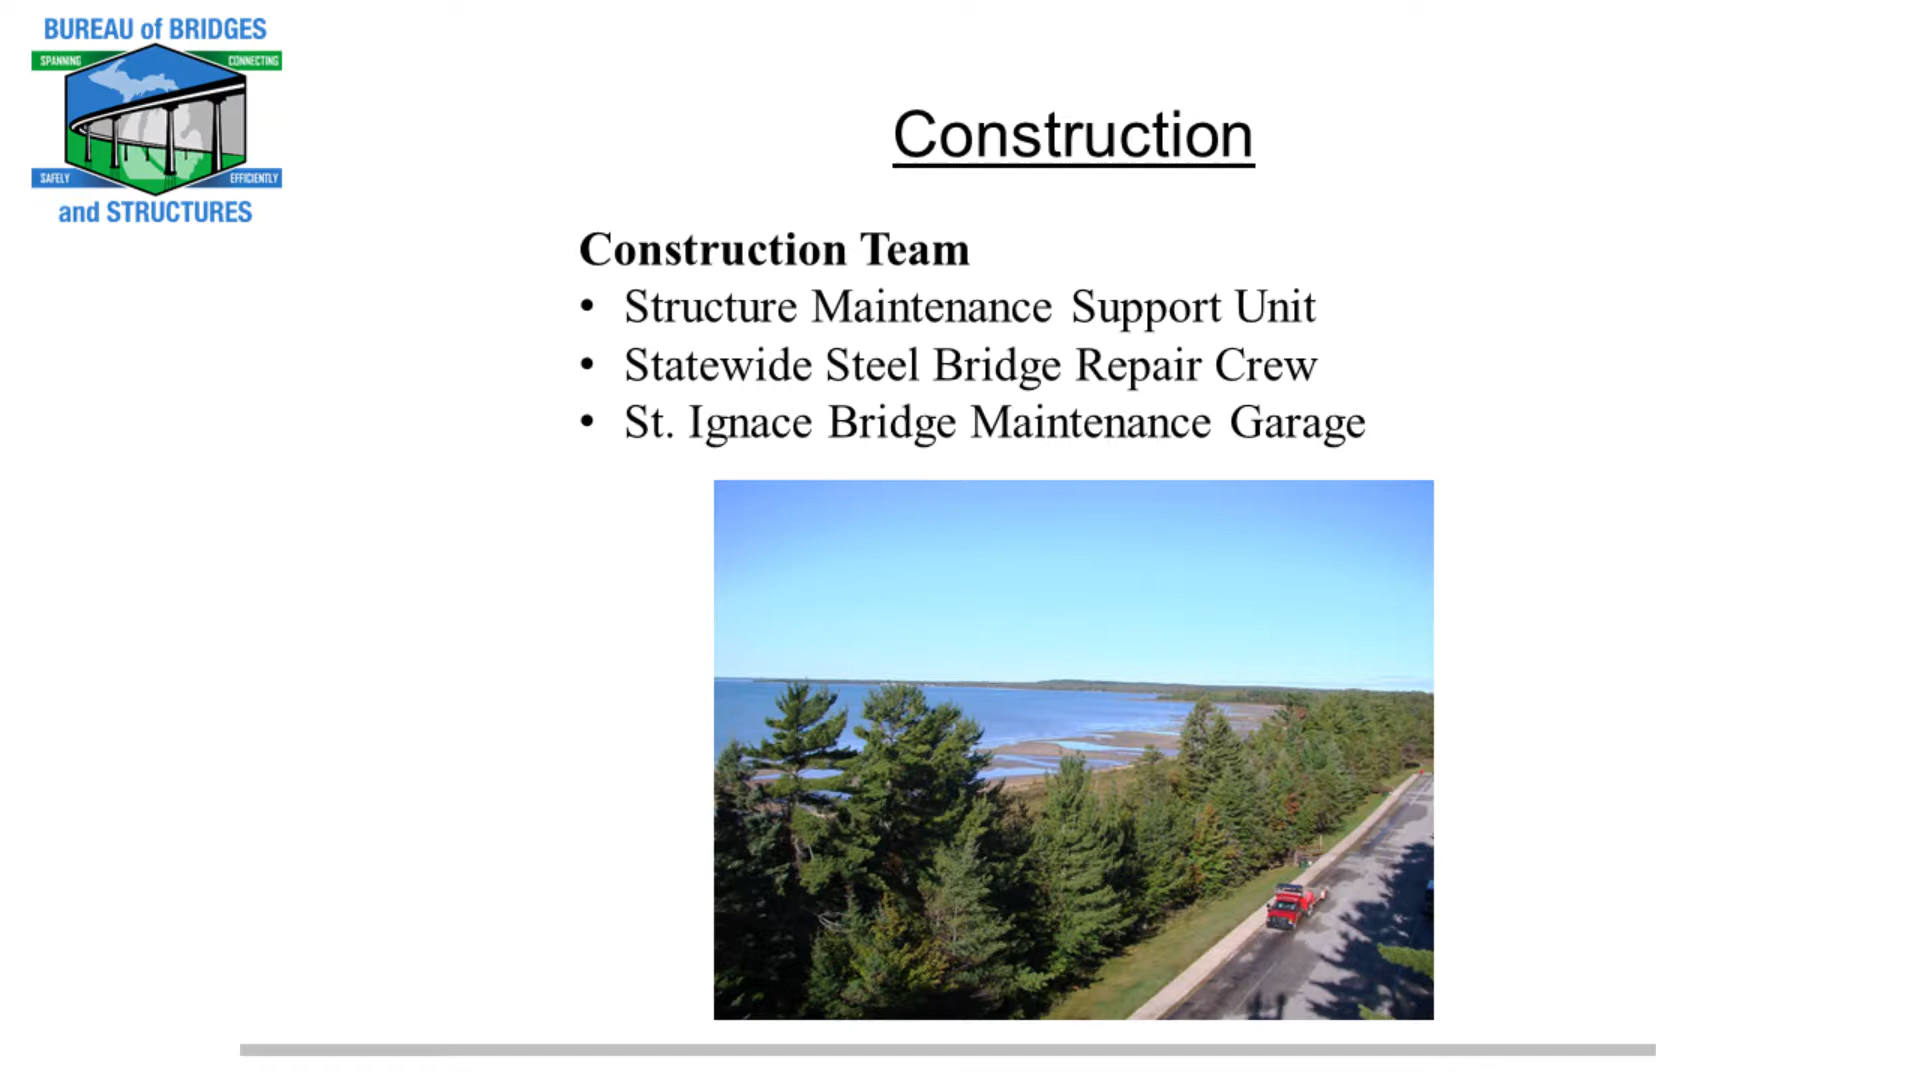 BUREAU of BRIDGES
SPANNING CONNECTING
SAFELY EFFICIENTLY
and STRUCTURES
Construction
Construction Team
• Structure Maintenance Support Unit
• Statewide Steel Bridge Repair Crew
• St. Ignace Bridge Maintenance Garage